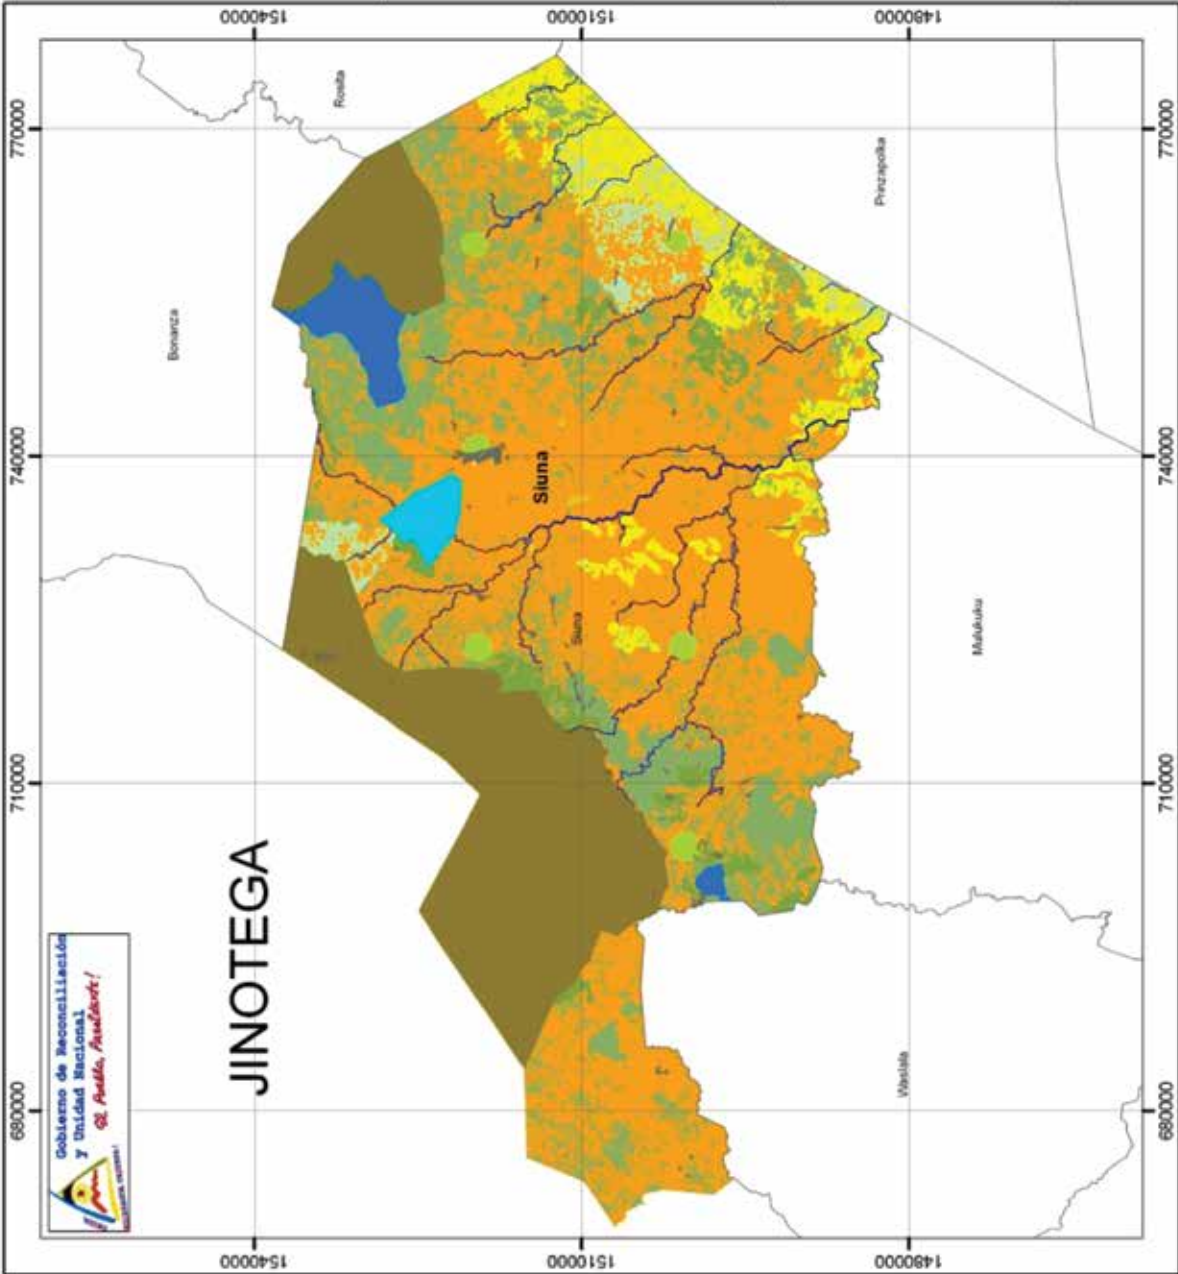 Gobierno de Reconciliación
y Unidad Nacional
El Pueblo, Presidente!
JINOTEGA
680000
710000
740000
770000
1540000
1510000
1480000
Bonanza
Rosita
Siuna
Siuna
Prinzapolka
Mulukuku
Waslala
680000
710000
740000
770000
1540000
1510000
1480000